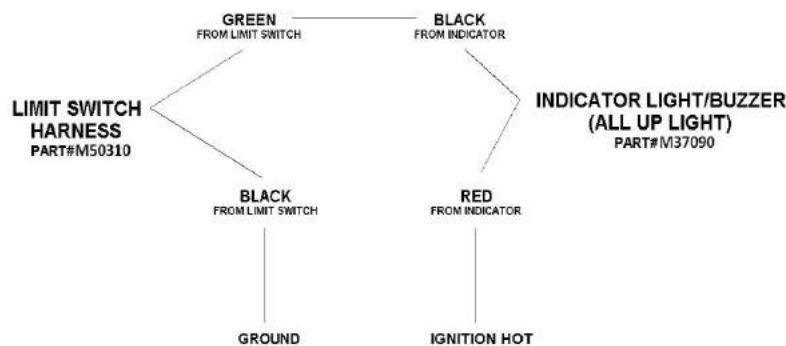 GREEN
FROM LIMIT SWITCH
BLACK
FROM INDICATOR
LIMIT SWITCH
HARNESS
PART#M50310
INDICATOR LIGHT/BUZZER
(ALL UP LIGHT)
PART#M37090
BLACK
FROM LIMIT SWITCH
RED
FROM INDICATOR
GROUND
IGNITION HOT